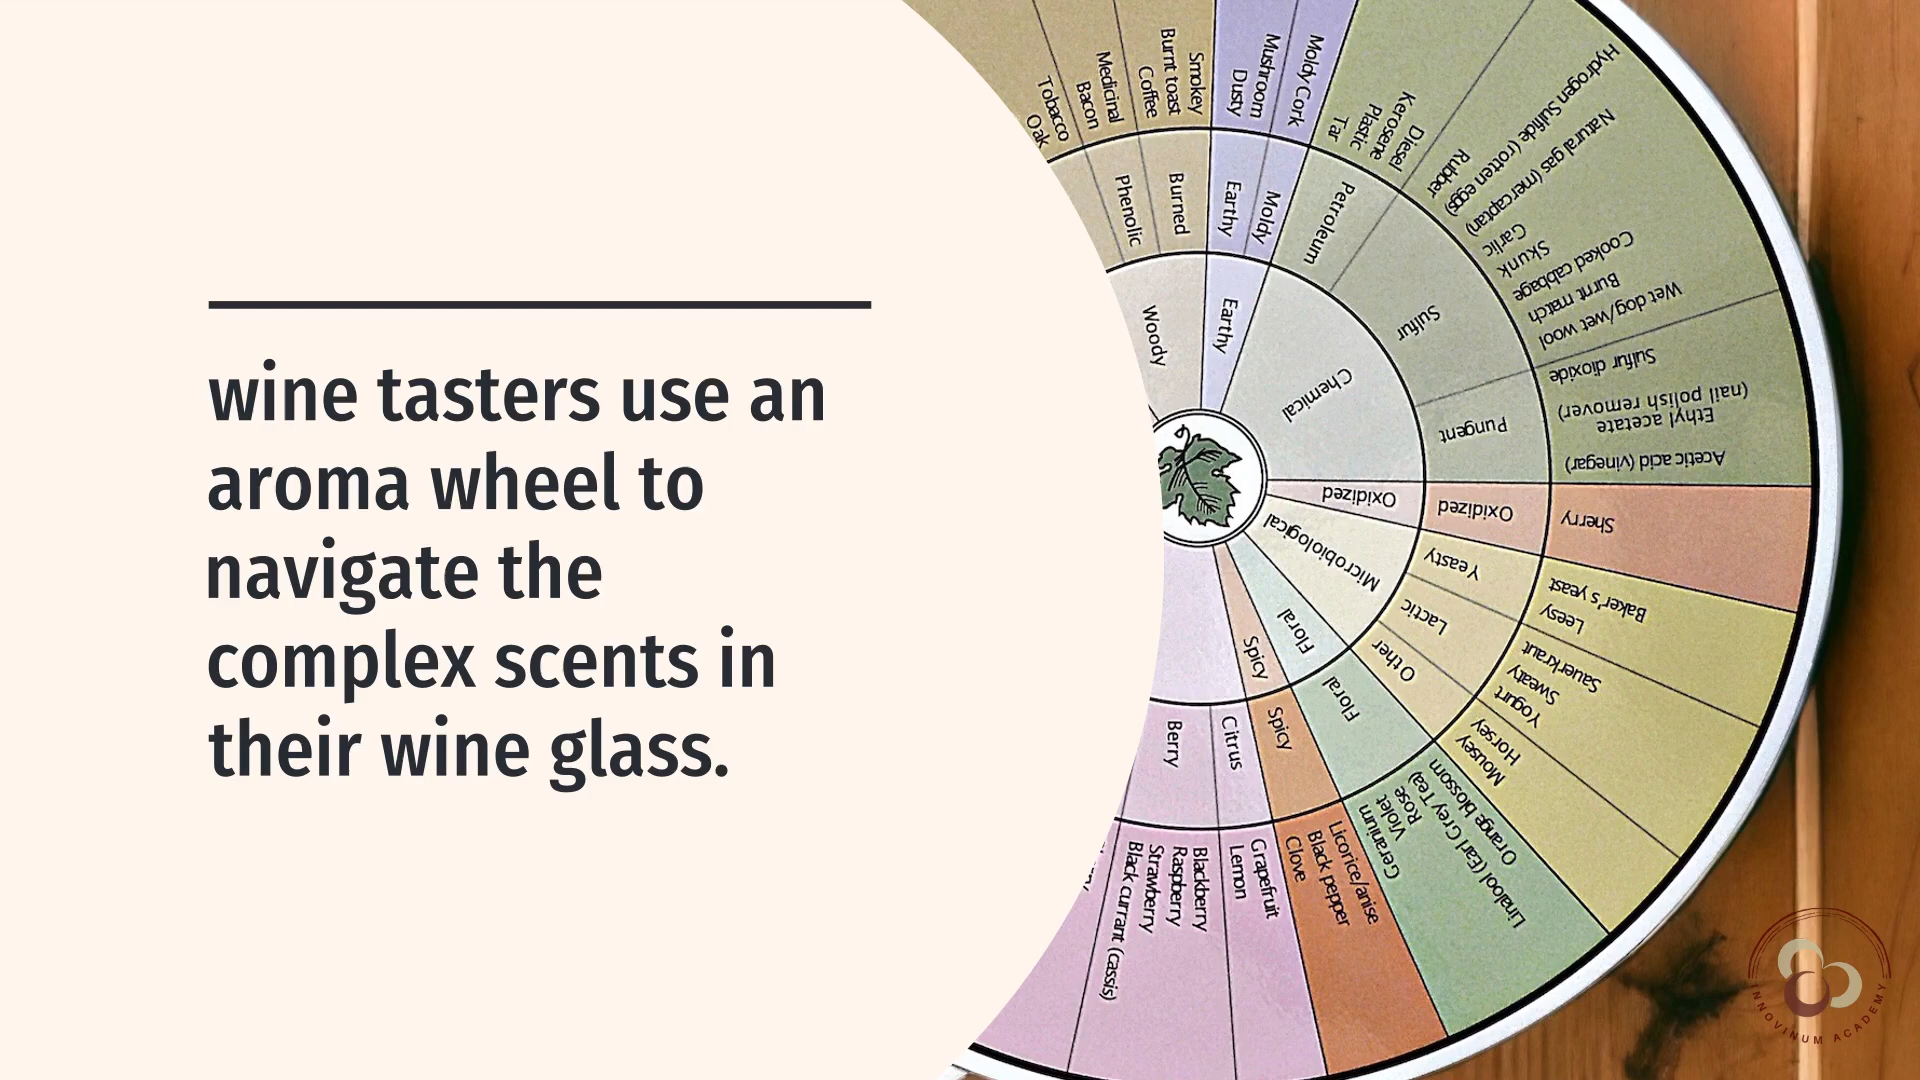 wine tasters use an
aroma wheel to
navigate the
complex scents in
their wine glass.
Tobacco
Oak
Medicinal
Bacon
Smokey
Burnt toast
Coffee
Mushroom
Dusty
Moldy Cork
Diesel
Kerosene
Plastic
Tar
Hydrogen Sulfide (rotten eggs)
Rubber
Natural gas (mercaptan)
Garlic
Skunk
Cooked cabbage
Burnt match
Wet dog/wet wool
Sulfur dioxide
Ethyl acetate
(nail polish remover)
Acetic acid (vinegar)
Sherry
Baker's yeast
Leesy
Sauerkraut
Sweaty
Yogurt
Horsey
Mousey
Orange blossom
Linalool (Earl Grey Tea)
Rose
Violet
Geranium
Licorice/anise
Black pepper
Clove
Grapefruit
Lemon
Blackberry
Raspberry
Strawberry
Black currant (cassis)
Phenolic
Burned
Earthy
Moldy
Petroleum
Sulfur
Pungent
Oxidized
Yeasty
Lactic
Other
Floral
Spicy
Citrus
Berry
Woody
Earthy
Chemical
Oxidized
Microbiological
Floral
Spicy
INNOVINUM ACADEMY